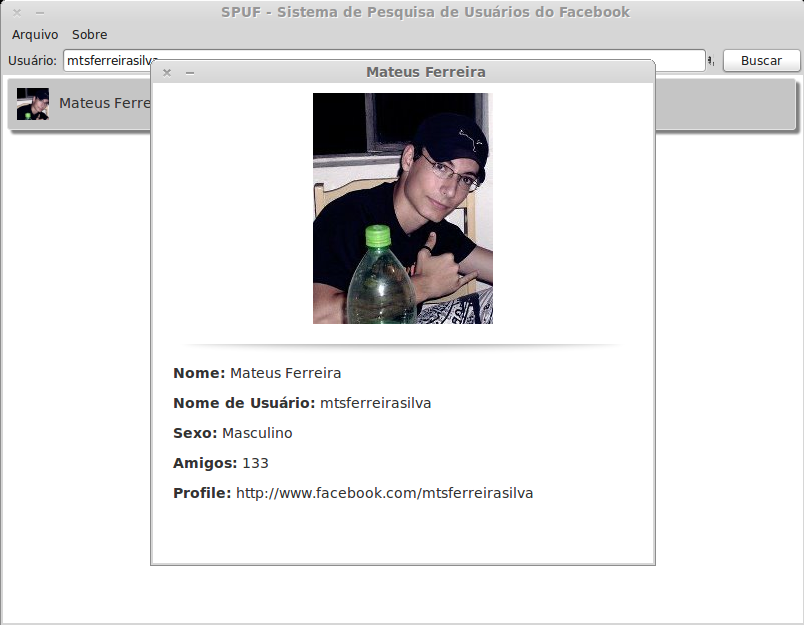 SPUF - Sistema de Pesquisa de Usuários do Facebook
Arquivo Sobre
Usuário: mtsferreirasilva Buscar
Mateus Ferreira
Mateus Ferre
Nome: Mateus Ferreira
Nome de Usuário: mtsferreirasilva
Sexo: Masculino
Amigos: 133
Profile: http://www.facebook.com/mtsferreirasilva